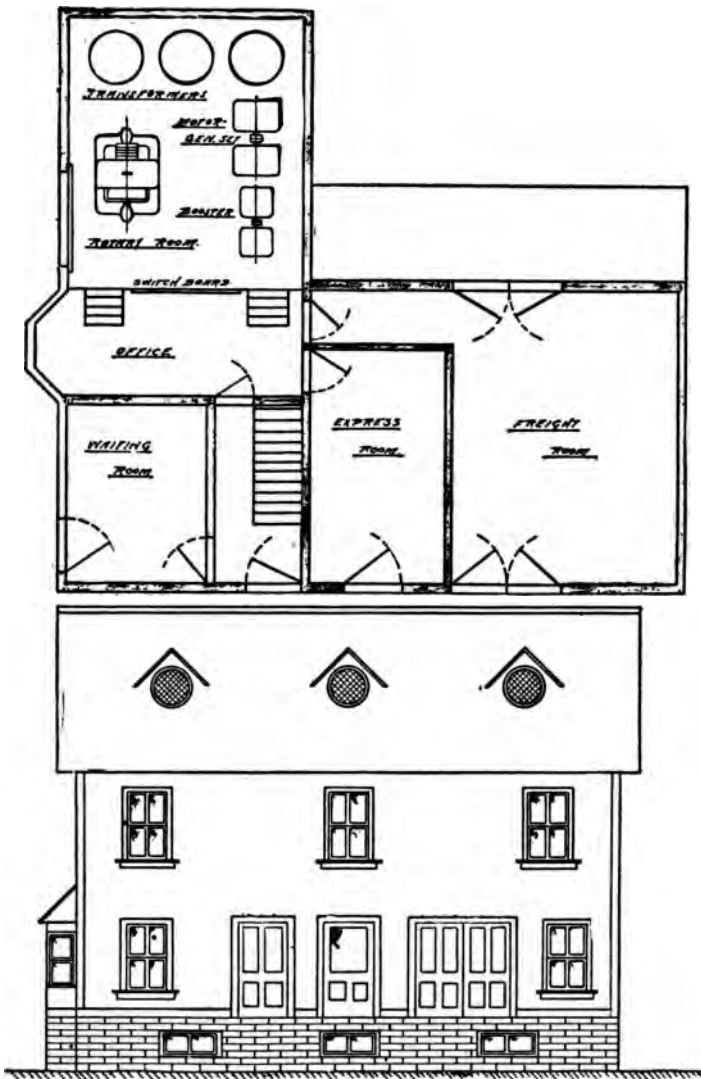 TRANSFORMERS
MOTOR-
GEN. SET
BOOSTER
ROTARY ROOM.
SWITCH BOARD
OFFICE
WAITING
ROOM
EXPRESS
ROOM.
FREIGHT
ROOM.